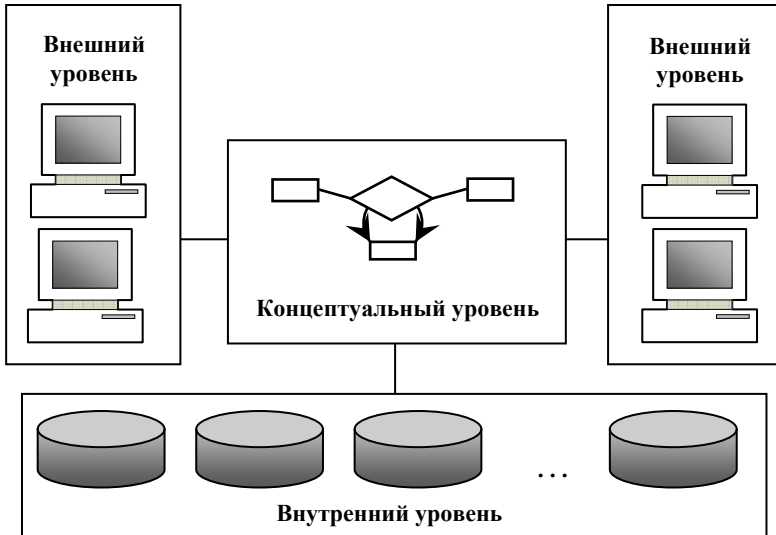 Внешний
уровень
Внешний
уровень
Концептуальный уровень
...
Внутренний уровень